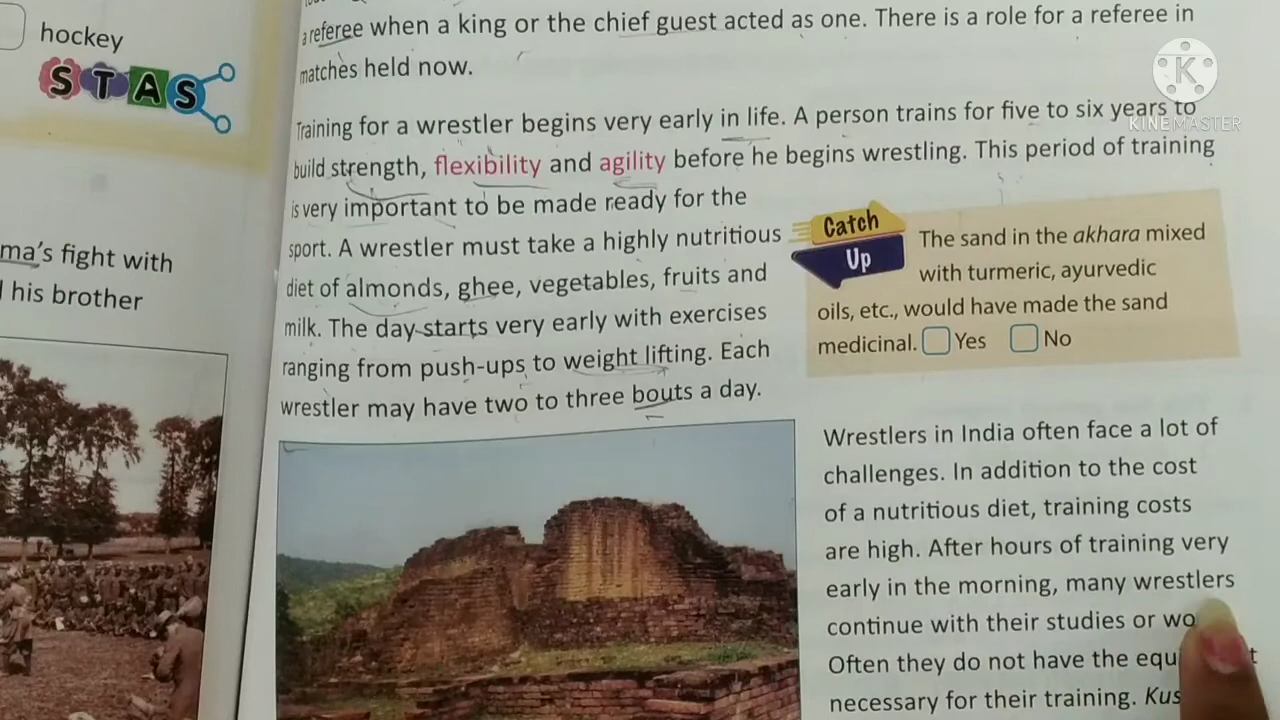 hockey
STAS
ma's fight with
his brother
a referee when a king or the chief guest acted as one. There is a role for a referee in
matches held now.
Training for a wrestler begins very early in life. A person trains for five to six years to
build strength, flexibility and agility before he begins wrestling. This period of training
is very important to be made ready for the
sport. A wrestler must take a highly nutritious
diet of almonds, ghee, vegetables, fruits and
milk. The day starts very early with exercises
ranging from push-ups to weight lifting. Each
wrestler may have two to three bouts a day.
Catch
Up
The sand in the akhara mixed
with turmeric, ayurvedic
oils, etc., would have made the sand
medicinal. Yes No
Wrestlers in India often face a lot of
challenges. In addition to the cost
of a nutritious diet, training costs
are high. After hours of training very
early in the morning, many wrestlers
continue with their studies or
Often they do not have the
necessary for their training.
K
KINEMASTER